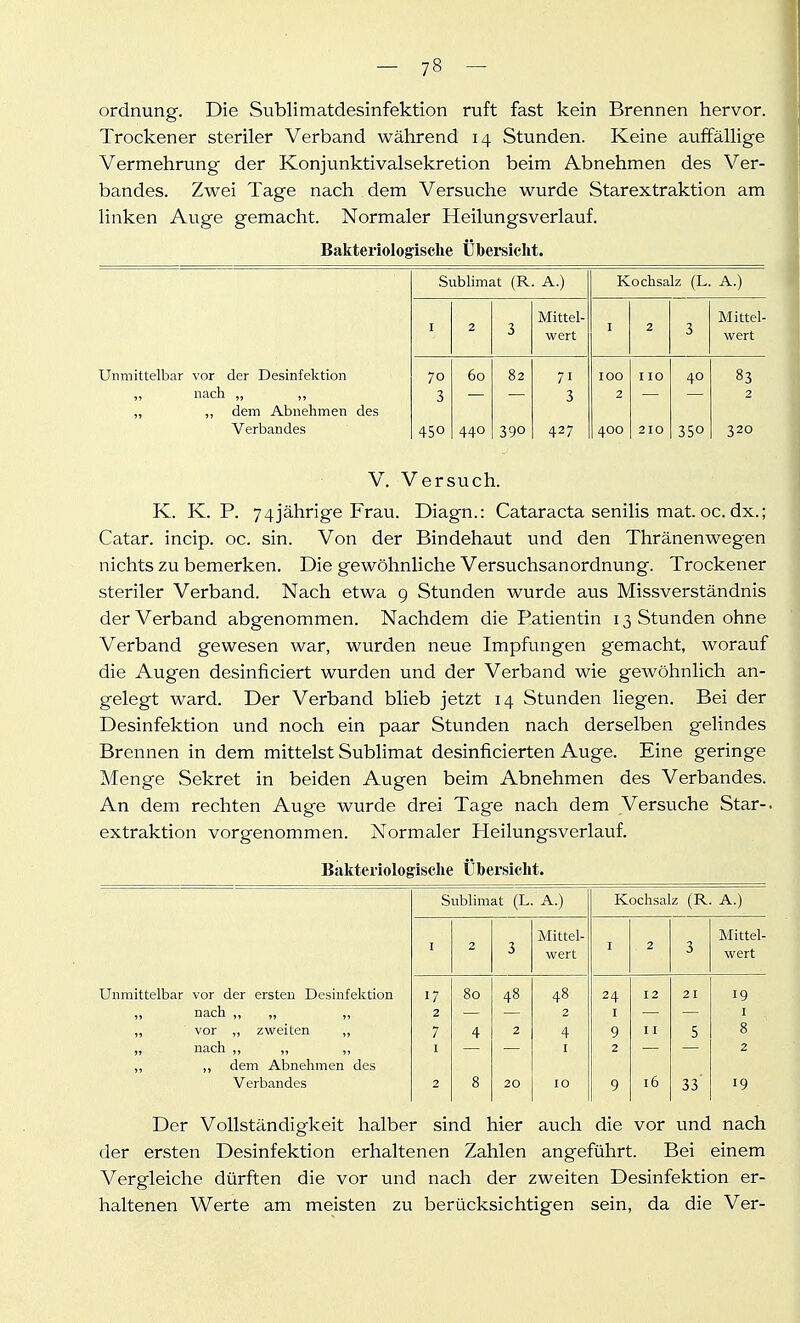 — 78 —
ordnung. Die Sublimatdesinfektion ruft fast kein Brennen hervor.
Trockener steriler Verband während 14 Stunden. Keine auffällige
Vermehrung der Konjunktivalsekretion beim Abnehmen des Ver-
bandes. Zwei Tage nach dem Versuche wurde Starextraktion am
linken Auge gemacht. Normaler Heilungsverlauf.
Bakteriologische Übersicht.
Sublimat (R. A.) Kochsalz (L. A.)
1 2 3 Mittel-wert 1 2 3 Mittel-wert
Unmittelbar vor der Desinfektion 70 60 82 71 100 110 40 83
„ nach „ „ 3 — — 3 2 — — 2
„ „ dem Abnehmen des
Verbandes 450 440 390 427 400 210 350 320
V. Versuch.
K. K. P. 74jährige Frau. Diagn.: Cataracta senilis mat. oc. dx.;
Catar. incip. oc. sin. Von der Bindehaut und den Thränenwegen
nichts zu bemerken. Die gewöhnliche Versuchsanordnung. Trockener
steriler Verband. Nach etwa 9 Stunden wurde aus Missverständnis
der Verband abgenommen. Nachdem die Patientin 13 Stunden ohne
Verband gewesen war, wurden neue Impfungen gemacht, worauf
die Augen desinficiert wurden und der Verband wie gewöhnlich an-
gelegt ward. Der Verband blieb jetzt 14 Stunden liegen. Bei der
Desinfektion und noch ein paar Stunden nach derselben gelindes
Brennen in dem mittelst Sublimat desinficierten Auge. Eine geringe
Menge Sekret in beiden Augen beim Abnehmen des Verbandes.
An dem rechten Auge wurde drei Tage nach dem Versuche Star-.
extraktion vorgenommen. Normaler Heilungsverlauf.
Bakteriologische Übersicht.
Sublimat (L. A.) Kochsalz (R. A.)
1 2 3 Mittel-wert 1 2 3 Mittel-wert
Unmittelbar vor der ersten Desinfektion 17 80 48 48 24 12 21 19
„ nach „ „ „ 2 — — 2 1 — — 1
„ vor „ zweiten „ 7 4 2 4 9 11 5 8
„ nach „ „ „ 1 — — 1 2 — — 2
„ „ dem Abnehmen des
Verbandes 2 8 20 10 9 16 33 19
Der Vollständigkeit halber sind hier auch die vor und nach
der ersten Desinfektion erhaltenen Zahlen angeführt. Bei einem
Vergleiche dürften die vor und nach der zweiten Desinfektion er-
haltenen Werte am meisten zu berücksichtigen sein, da die Ver-